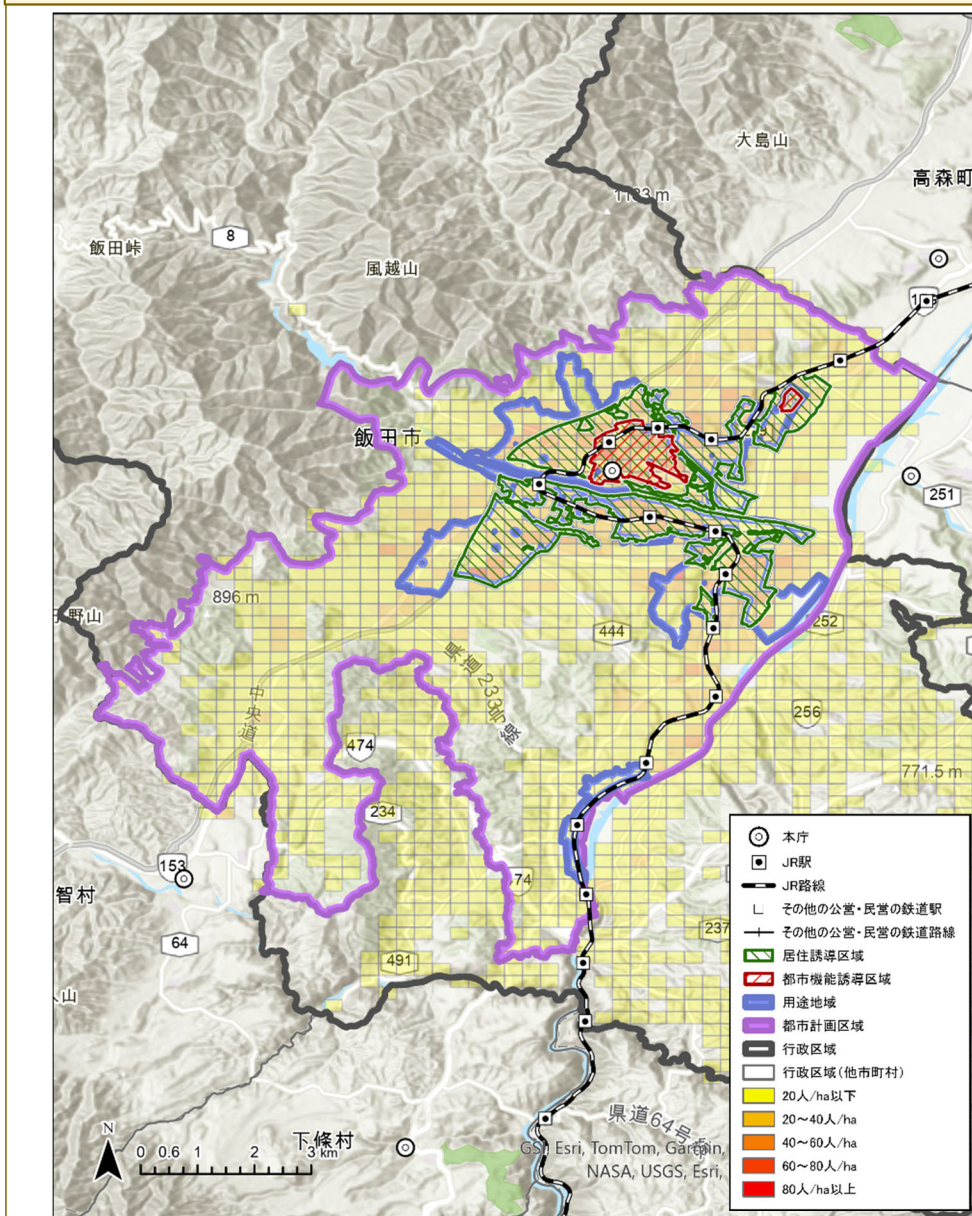 大島山
高森町
1183 m
飯田峠
8
風越山
飯田市
251
896 m
252
444
県道233号線
中央道
256
474
771.5 m
234
153
智村
74
237
64
491
下條村
県道64号線
N
0 0.6 1 2 3 km
GSI, Esri, TomTom, Garmin,
NASA, USGS, Esri,
本庁
JR駅
JR路線
その他の公営・民営の鉄道駅
その他の公営・民営の鉄道路線
居住誘導区域
都市機能誘導区域
用途地域
都市計画区域
行政区域
行政区域(他市町村)
20人/ha以下
20～40人/ha
40～60人/ha
60～80人/ha
80人/ha以上